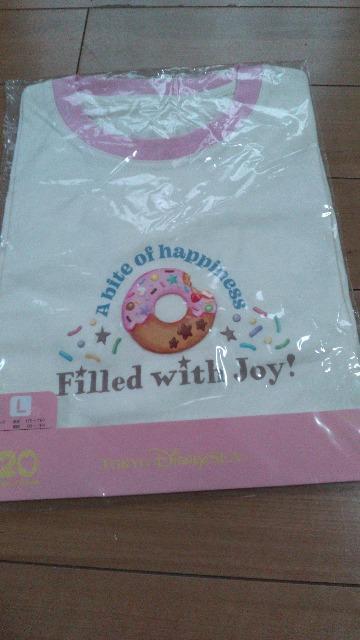 A bite of happiness
Filled with Joy!
L
20
TOKYO DisneySEA